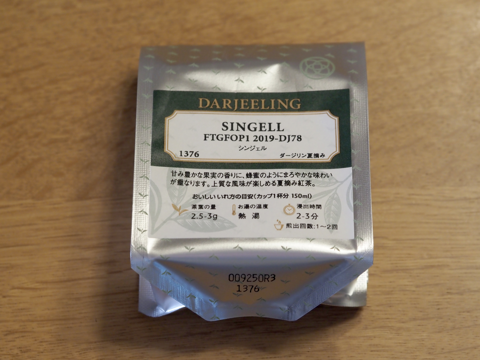 DARJEELING
SINGELL
FTGFOP1 2019-DJ78
シンジェル
1376 ダージリン夏摘み
甘み豊かな果実の香りに、蜂蜜のようにまろやかな味わい
が重なります。上質な風味が楽しめる夏摘み紅茶。
おいしいいれ方の目安(カップ1杯分 150ml)
茶葉の量 お湯の温度 浸出時間
2.5-3g 熱湯 2-3分
煎出回数:1〜2回
009250R3
1376